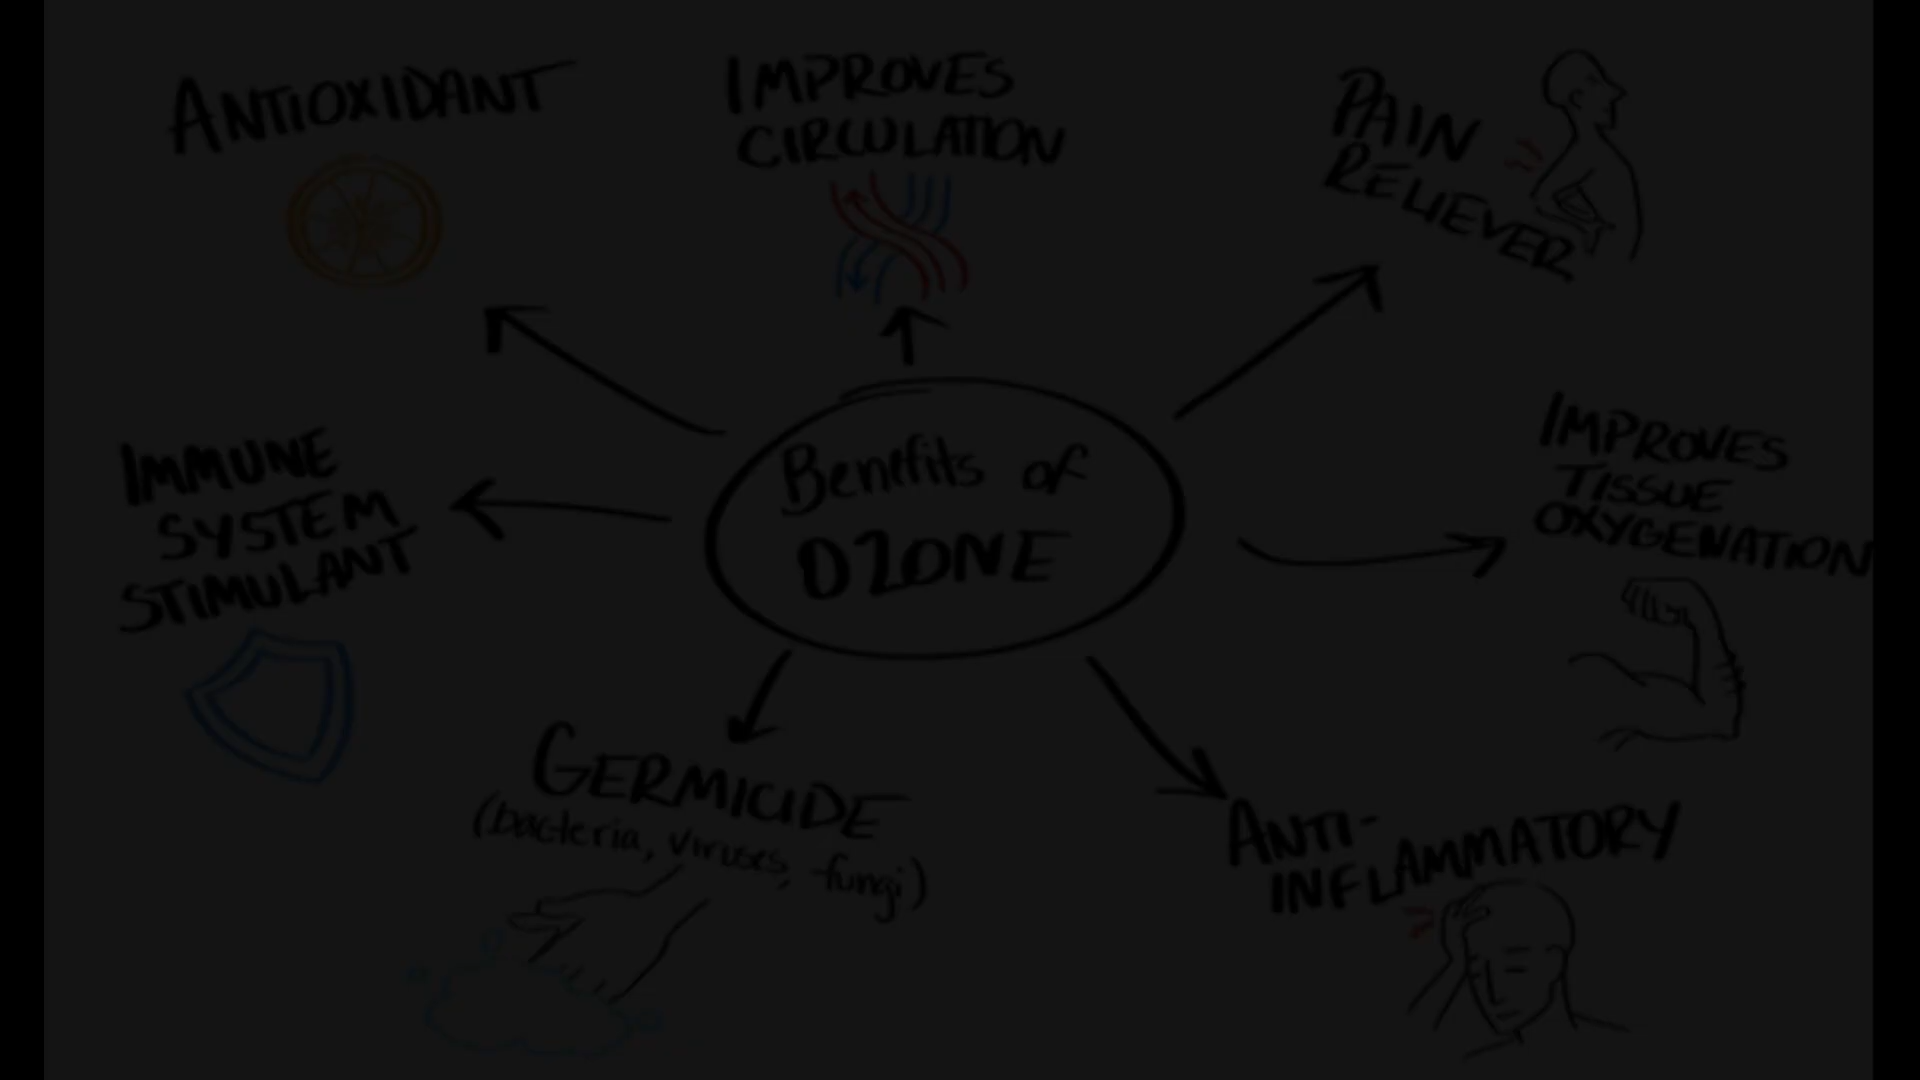 ANTIOXIDANT
IMPROVES
CIRCULATION
PAIN
RELIEVER
IMMUNE
SYSTEM
STIMULANT
Benefits of
OZONE
IMPROVES
TISSUE
OXYGENATION
GERMICIDE
(bacteria, viruses, fungi)
ANTI-
INFLAMMATORY